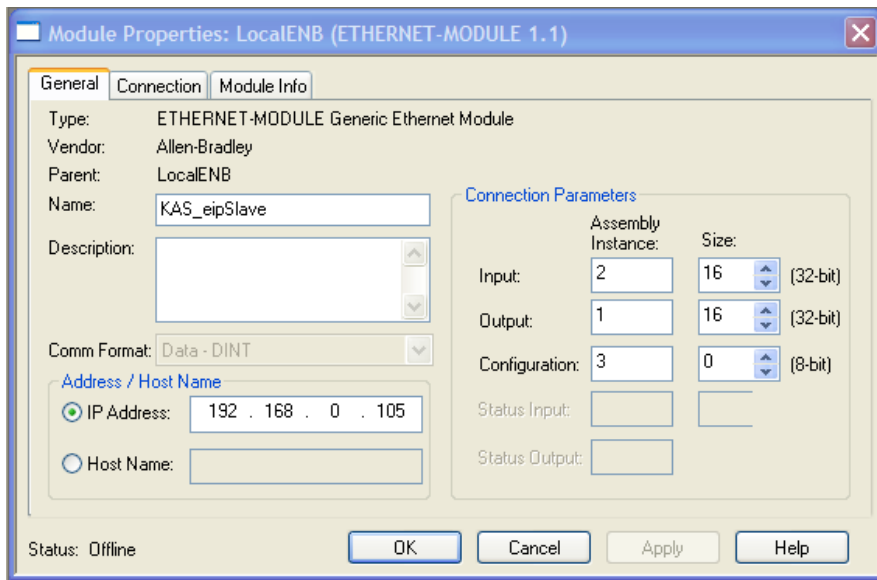 Module Properties: LocalENB (ETHERNET-MODULE 1.1)
General Connection Module Info
Type: ETHERNET-MODULE Generic Ethernet Module
Vendor: Allen-Bradley
Parent: LocalENB
Name: KAS_eipSlave
Description:
Comm Format: Data - DINT
Address / Host Name
IP Address: 192 . 168 . 0 . 105
Host Name:
Connection Parameters
Assembly
Instance: Size:
Input: 2 16 (32-bit)
Output: 1 16 (32-bit)
Configuration: 3 0 (8-bit)
Status Input:
Status Output:
Status: Offline OK Cancel Apply Help